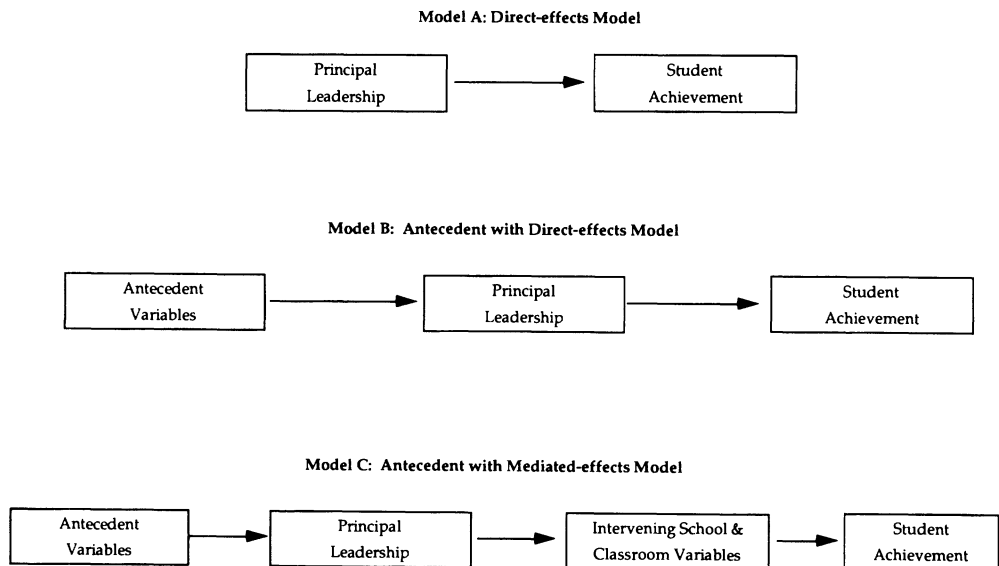 Model A: Direct-effects Model
Principal
Leadership
Student
Achievement
Model B: Antecedent with Direct-effects Model
Antecedent
Variables
Principal
Leadership
Student
Achievement
Model C: Antecedent with Mediated-effects Model
Antecedent
Variables
Principal
Leadership
Intervening School &
Classroom Variables
Student
Achievement